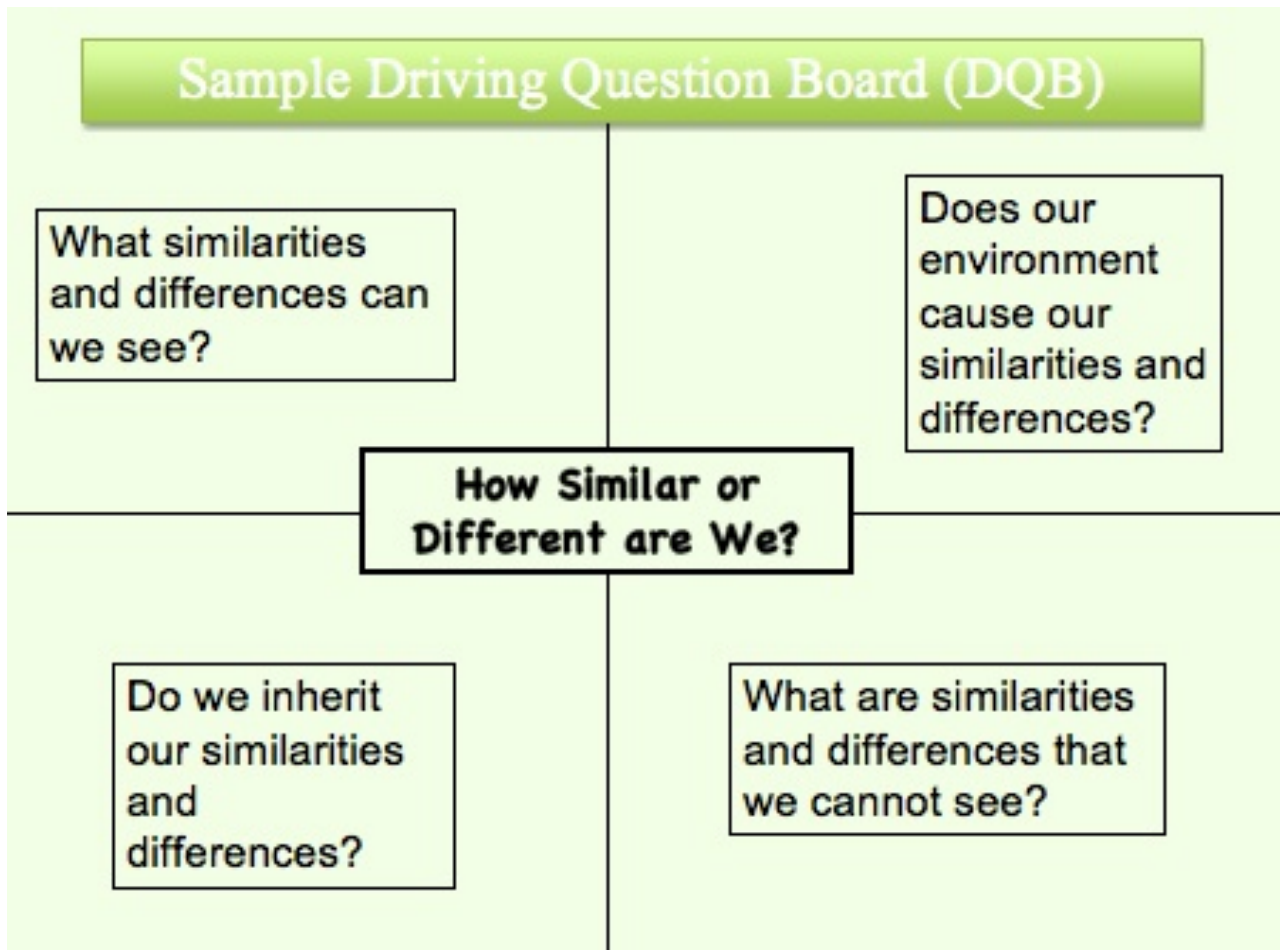 Sample Driving Question Board (DQB)
What similarities
and differences can
we see?
Does our
environment
cause our
similarities and
differences?
How Similar or
Different are We?
Do we inherit
our similarities
and
differences?
What are similarities
and differences that
we cannot see?